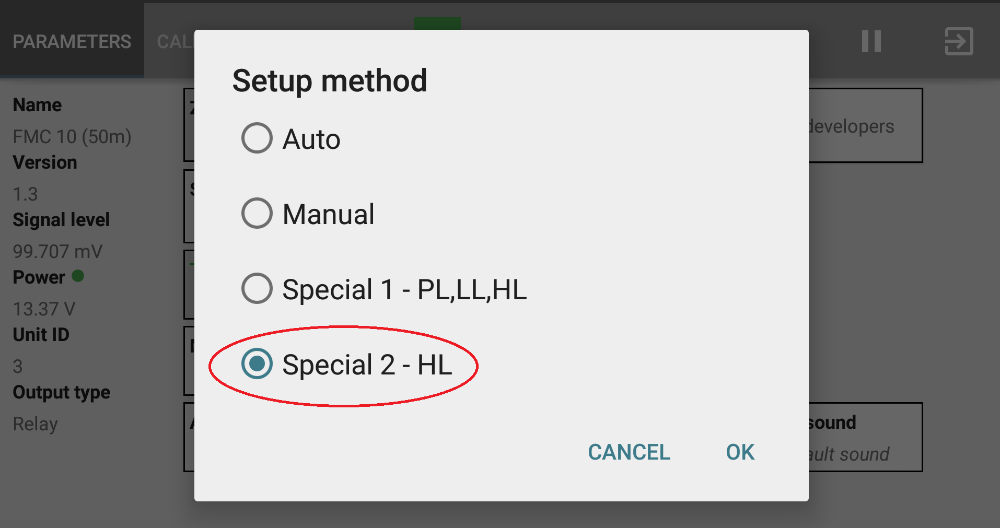 PARAMETERS
Name
FMC 10 (50m)
Version
1.3
Signal level
99.707 mV
Power
13.37 V
Unit ID
3
Output type
Relay
Setup method
Auto
Manual
Special 1 - PL,LL,HL
Special 2 - HL
CANCEL
OK
developers
sound
sound